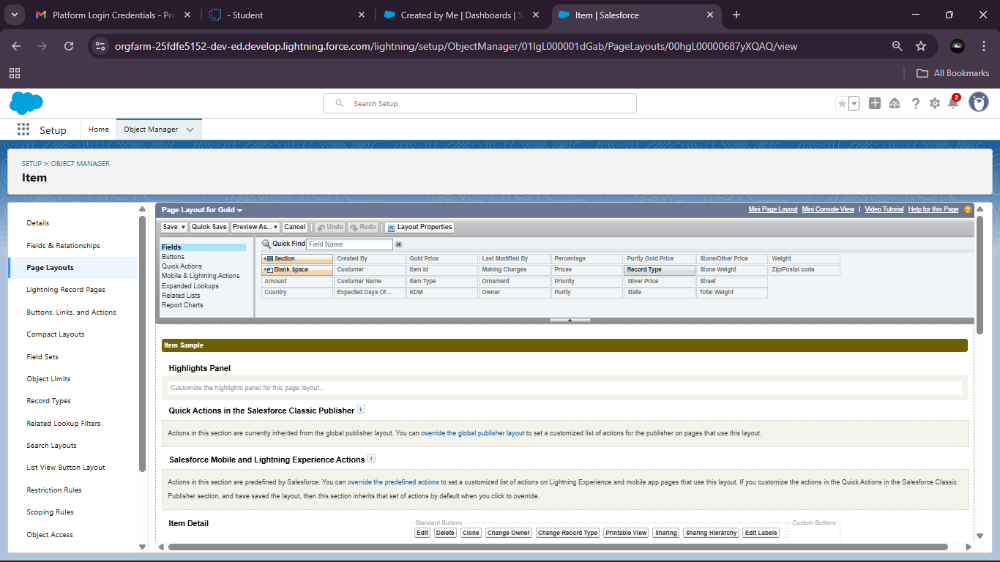 Platform Login Credentials - Pro
- Student
Created by Me | Dashboards | S
Item | Salesforce
orgfarm-25fdfe5152-dev-ed.develop.lightning.force.com/lightning/setup/ObjectManager/01IgL000001dGab/PageLayouts/00hgL00000687yXQAQ/view
All Bookmarks
Search Setup
2
Setup
Home
Object Manager
SETUP > OBJECT MANAGER
Item
Details
Fields & Relationships
Page Layouts
Lightning Record Pages
Buttons, Links, and Actions
Compact Layouts
Field Sets
Object Limits
Record Types
Related Lookup Filters
Search Layouts
List View Button Layout
Restriction Rules
Scoping Rules
Object Access
Page Layout for Gold
Mini Page Layout Mini Console View | Video Tutorial Help for this Page ?
Save Quick Save Preview As... Cancel Undo Redo Layout Properties
Fields
Buttons
Quick Actions
Mobile & Lightning Actions
Expanded Lookups
Related Lists
Report Charts
Quick Find Field Name
Section Created By Gold Price Last Modified By Percentage Purity Gold Price Stone/Other Price Weight
Blank Space Customer Item Id Making Charges Prices Record Type Stone Weight Zip/Postal code
Amount Customer Name Item Type Ornament Priority Silver Price Street
Country Expected Days Of ... KDM Owner Purity State Total Weight
Item Sample
Highlights Panel
Customize the highlights panel for this page layout...
Quick Actions in the Salesforce Classic Publisher i
Actions in this section are currently inherited from the global publisher layout. You can override the global publisher layout to set a customized list of actions for the publisher on pages that use this layout.
Salesforce Mobile and Lightning Experience Actions i
Actions in this section are predefined by Salesforce. You can override the predefined actions to set a customized list of actions on Lightning Experience and mobile app pages that use this layout. If you customize the actions in the Quick Actions in the Salesforce Classic
Publisher section, and have saved the layout, then this section inherits that set of actions by default when you click to override.
Item Detail
Standard Buttons
Edit Delete Clone Change Owner Change Record Type Printable View Sharing Sharing Hierarchy Edit Labels
Custom Buttons